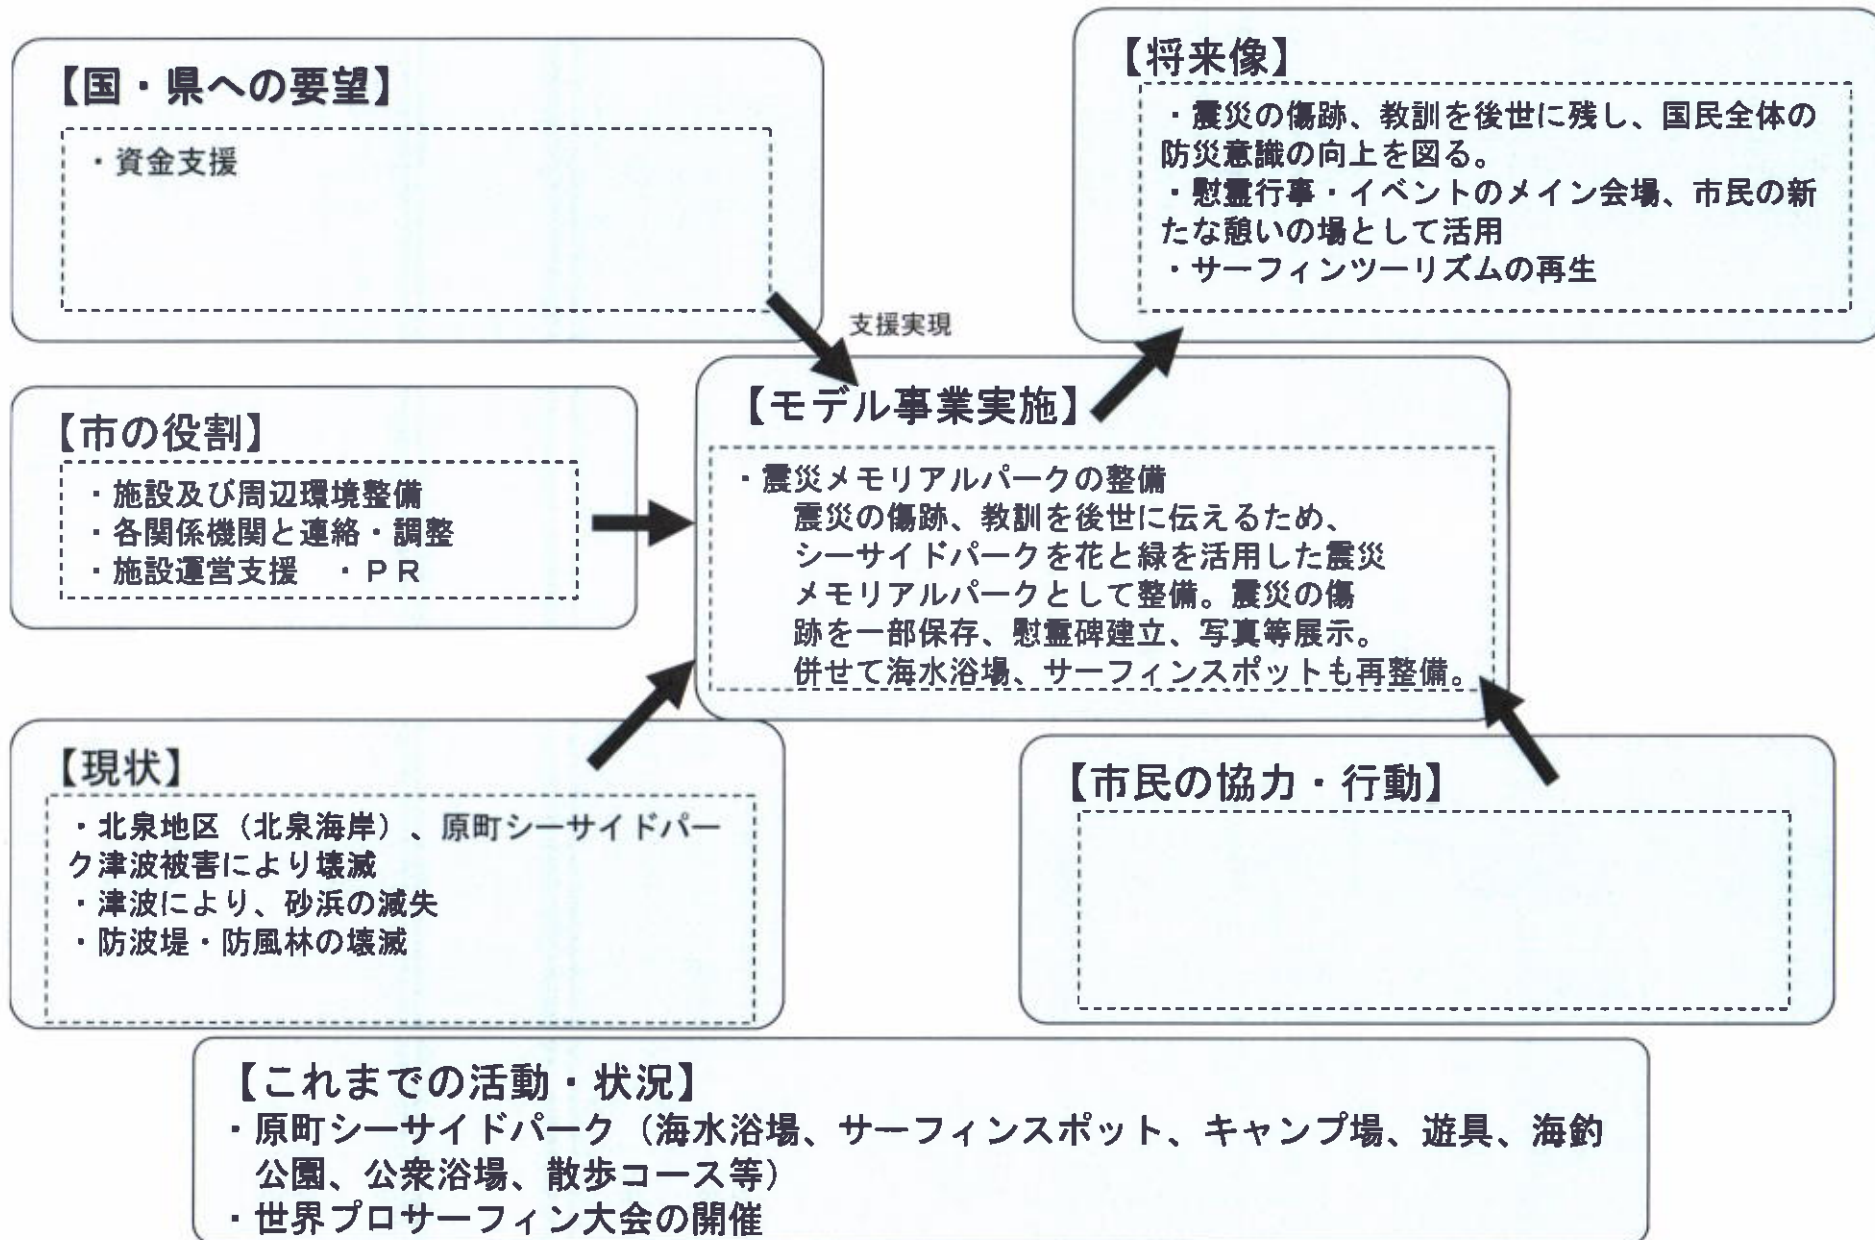 【国・県への要望】
・資金支援
【将来像】
・震災の傷跡、教訓を後世に残し、国民全体の
防災意識の向上を図る。
・慰霊行事・イベントのメイン会場、市民の新
たな憩いの場として活用
・サーフィンツーリズムの再生
支援実現
【市の役割】
・施設及び周辺環境整備
・各関係機関と連絡・調整
・施設運営支援　・ＰＲ
【モデル事業実施】
・震災メモリアルパークの整備
震災の傷跡、教訓を後世に伝えるため、
シーサイドパークを花と緑を活用した震災
メモリアルパークとして整備。震災の傷
跡を一部保存、慰霊碑建立、写真等展示。
併せて海水浴場、サーフィンスポットも再整備。
【現状】
・北泉地区（北泉海岸）、原町シーサイドパー
ク津波被害により壊滅
・津波により、砂浜の減失
・防波堤・防風林の壊滅
【市民の協力・行動】
【これまでの活動・状況】
・原町シーサイドパーク（海水浴場、サーフィンスポット、キャンプ場、遊具、海釣
公園、公衆浴場、散歩コース等）
・世界プロサーフィン大会の開催